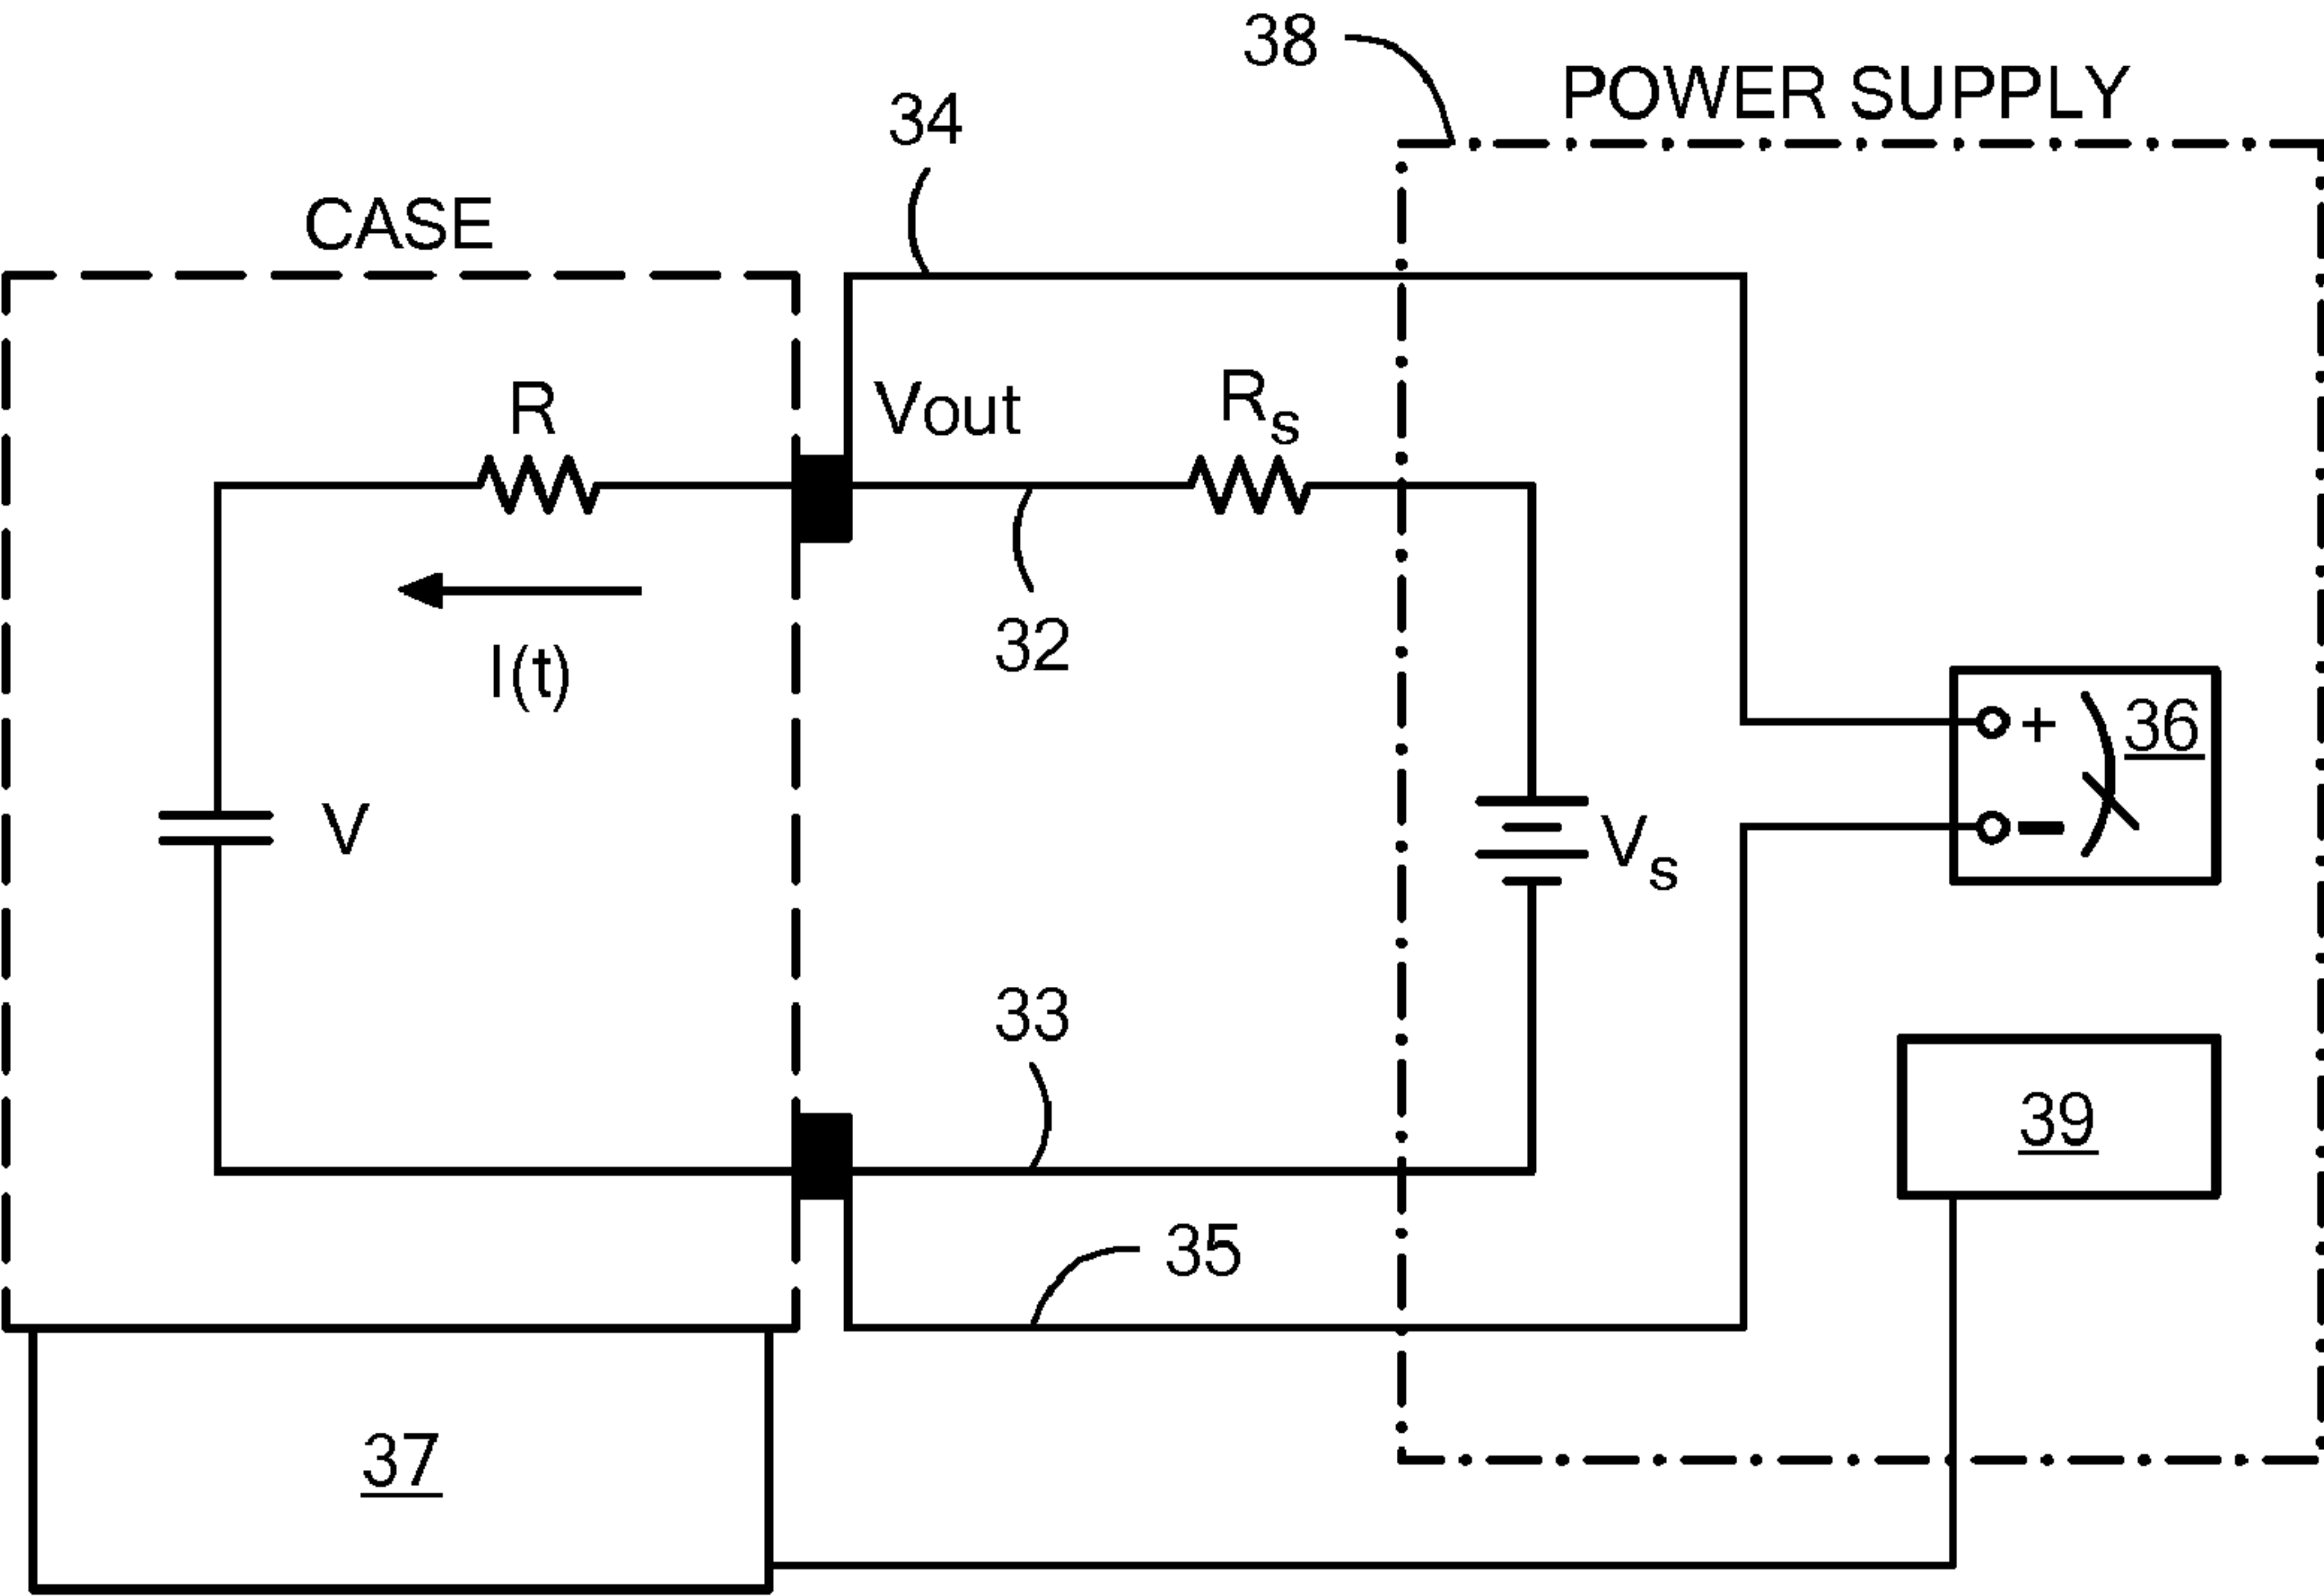 38
POWER SUPPLY
34
CASE
R
Vout
Rs
32
I(t)
+
36
V
−
Vs
33
39
35
37